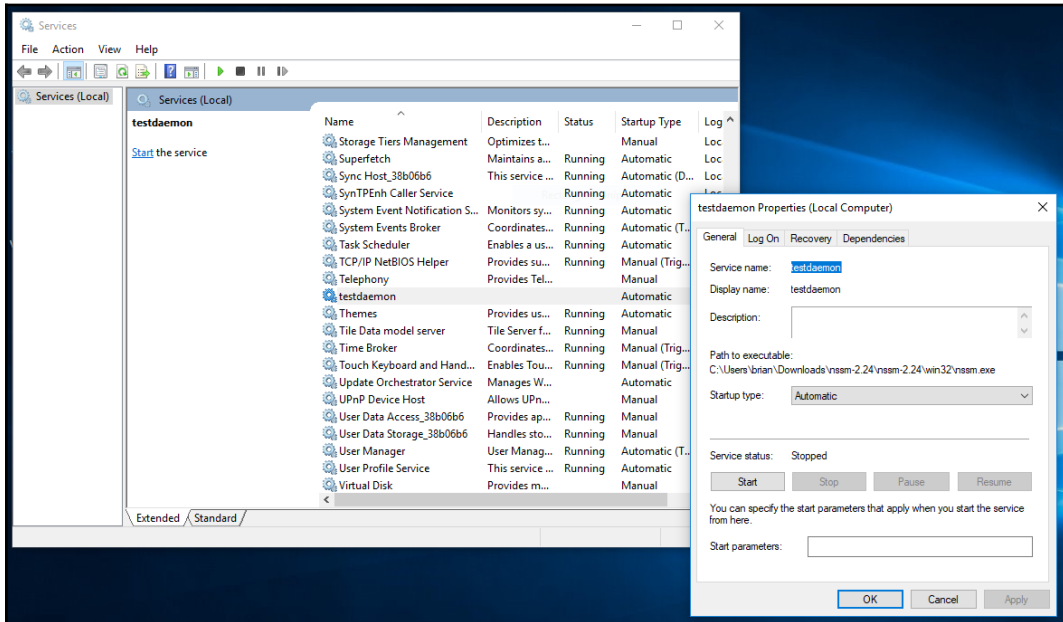 Services
File Action View Help
Services (Local)
Services (Local)
testdaemon
Start the service
Name Description Status Startup Type Log
Storage Tiers Management Optimizes t... Manual Loc
Superfetch Maintains a... Running Automatic Loc
Sync Host_38b06b6 This service ... Running Automatic (D... Loc
SynTPEnh Caller Service Running Automatic
System Event Notification S... Monitors sy... Running Automatic
System Events Broker Coordinates... Running Automatic (T...
Task Scheduler Enables a us... Running Automatic
TCP/IP NetBIOS Helper Provides su... Running Manual (Trig...
Telephony Provides Tel... Manual
testdaemon Automatic
Themes Provides us... Running Automatic
Tile Data model server Tile Server f... Running Manual
Time Broker Coordinates... Running Manual (Trig...
Touch Keyboard and Hand... Enables Tou... Running Manual (Trig...
Update Orchestrator Service Manages W... Automatic
UPnP Device Host Allows UPn... Manual
User Data Access_38b06b6 Provides ap... Running Manual
User Data Storage_38b06b6 Handles sto... Running Manual
User Manager User Manag... Running Automatic (T...
User Profile Service This service ... Running Automatic
Virtual Disk Provides m... Manual
Extended Standard
testdaemon Properties (Local Computer)
General Log On Recovery Dependencies
Service name: testdaemon
Display name: testdaemon
Description:
Path to executable:
C:\Users\brian\Downloads\nssm-2.24\nssm-2.24\win32\nssm.exe
Startup type: Automatic
Service status: Stopped
Start Stop Pause Resume
You can specify the start parameters that apply when you start the service
from here.
Start parameters:
OK Cancel Apply